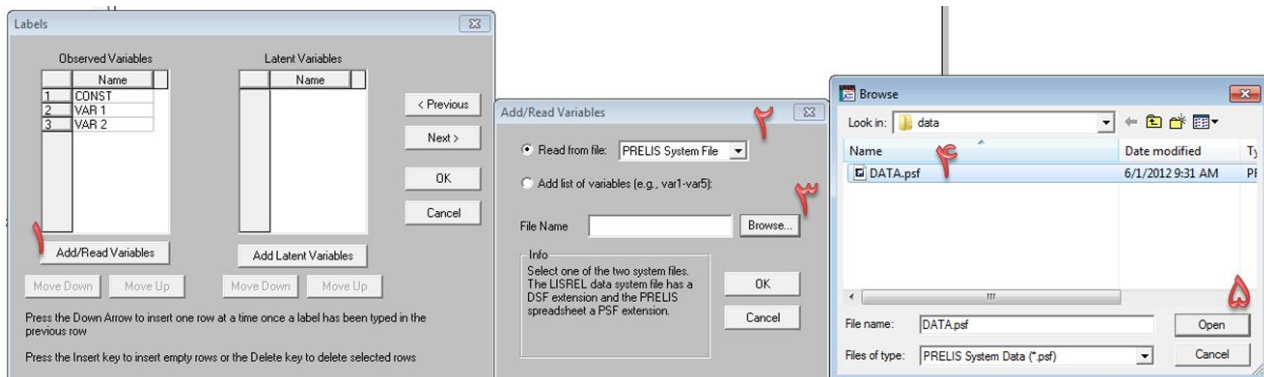 Labels
Observed Variables
Name
1 CONST
2 VAR 1
3 VAR 2
۱
Add/Read Variables
Move Down Move Up
Latent Variables
Name
Add Latent Variables
Move Down Move Up
< Previous
Next >
OK
Cancel
Press the Down Arrow to insert one row at a time once a label has been typed in the
previous row
Press the Insert key to insert empty rows or the Delete key to delete selected rows
Add/Read Variables
۲
Read from file: PRELIS System File
Add list of variables (e.g., var1-var5):
۳
File Name Browse...
Info
Select one of the two system files.
The LISREL data system file has a
DSF extension and the PRELIS
spreadsheet a PSF extension.
OK
Cancel
Browse
Look in: data
Name Date modified Ty
۴
DATA.psf 6/1/2012 9:31 AM PF
۵
File name: DATA.psf Open
Files of type: PRELIS System Data (*.psf) Cancel